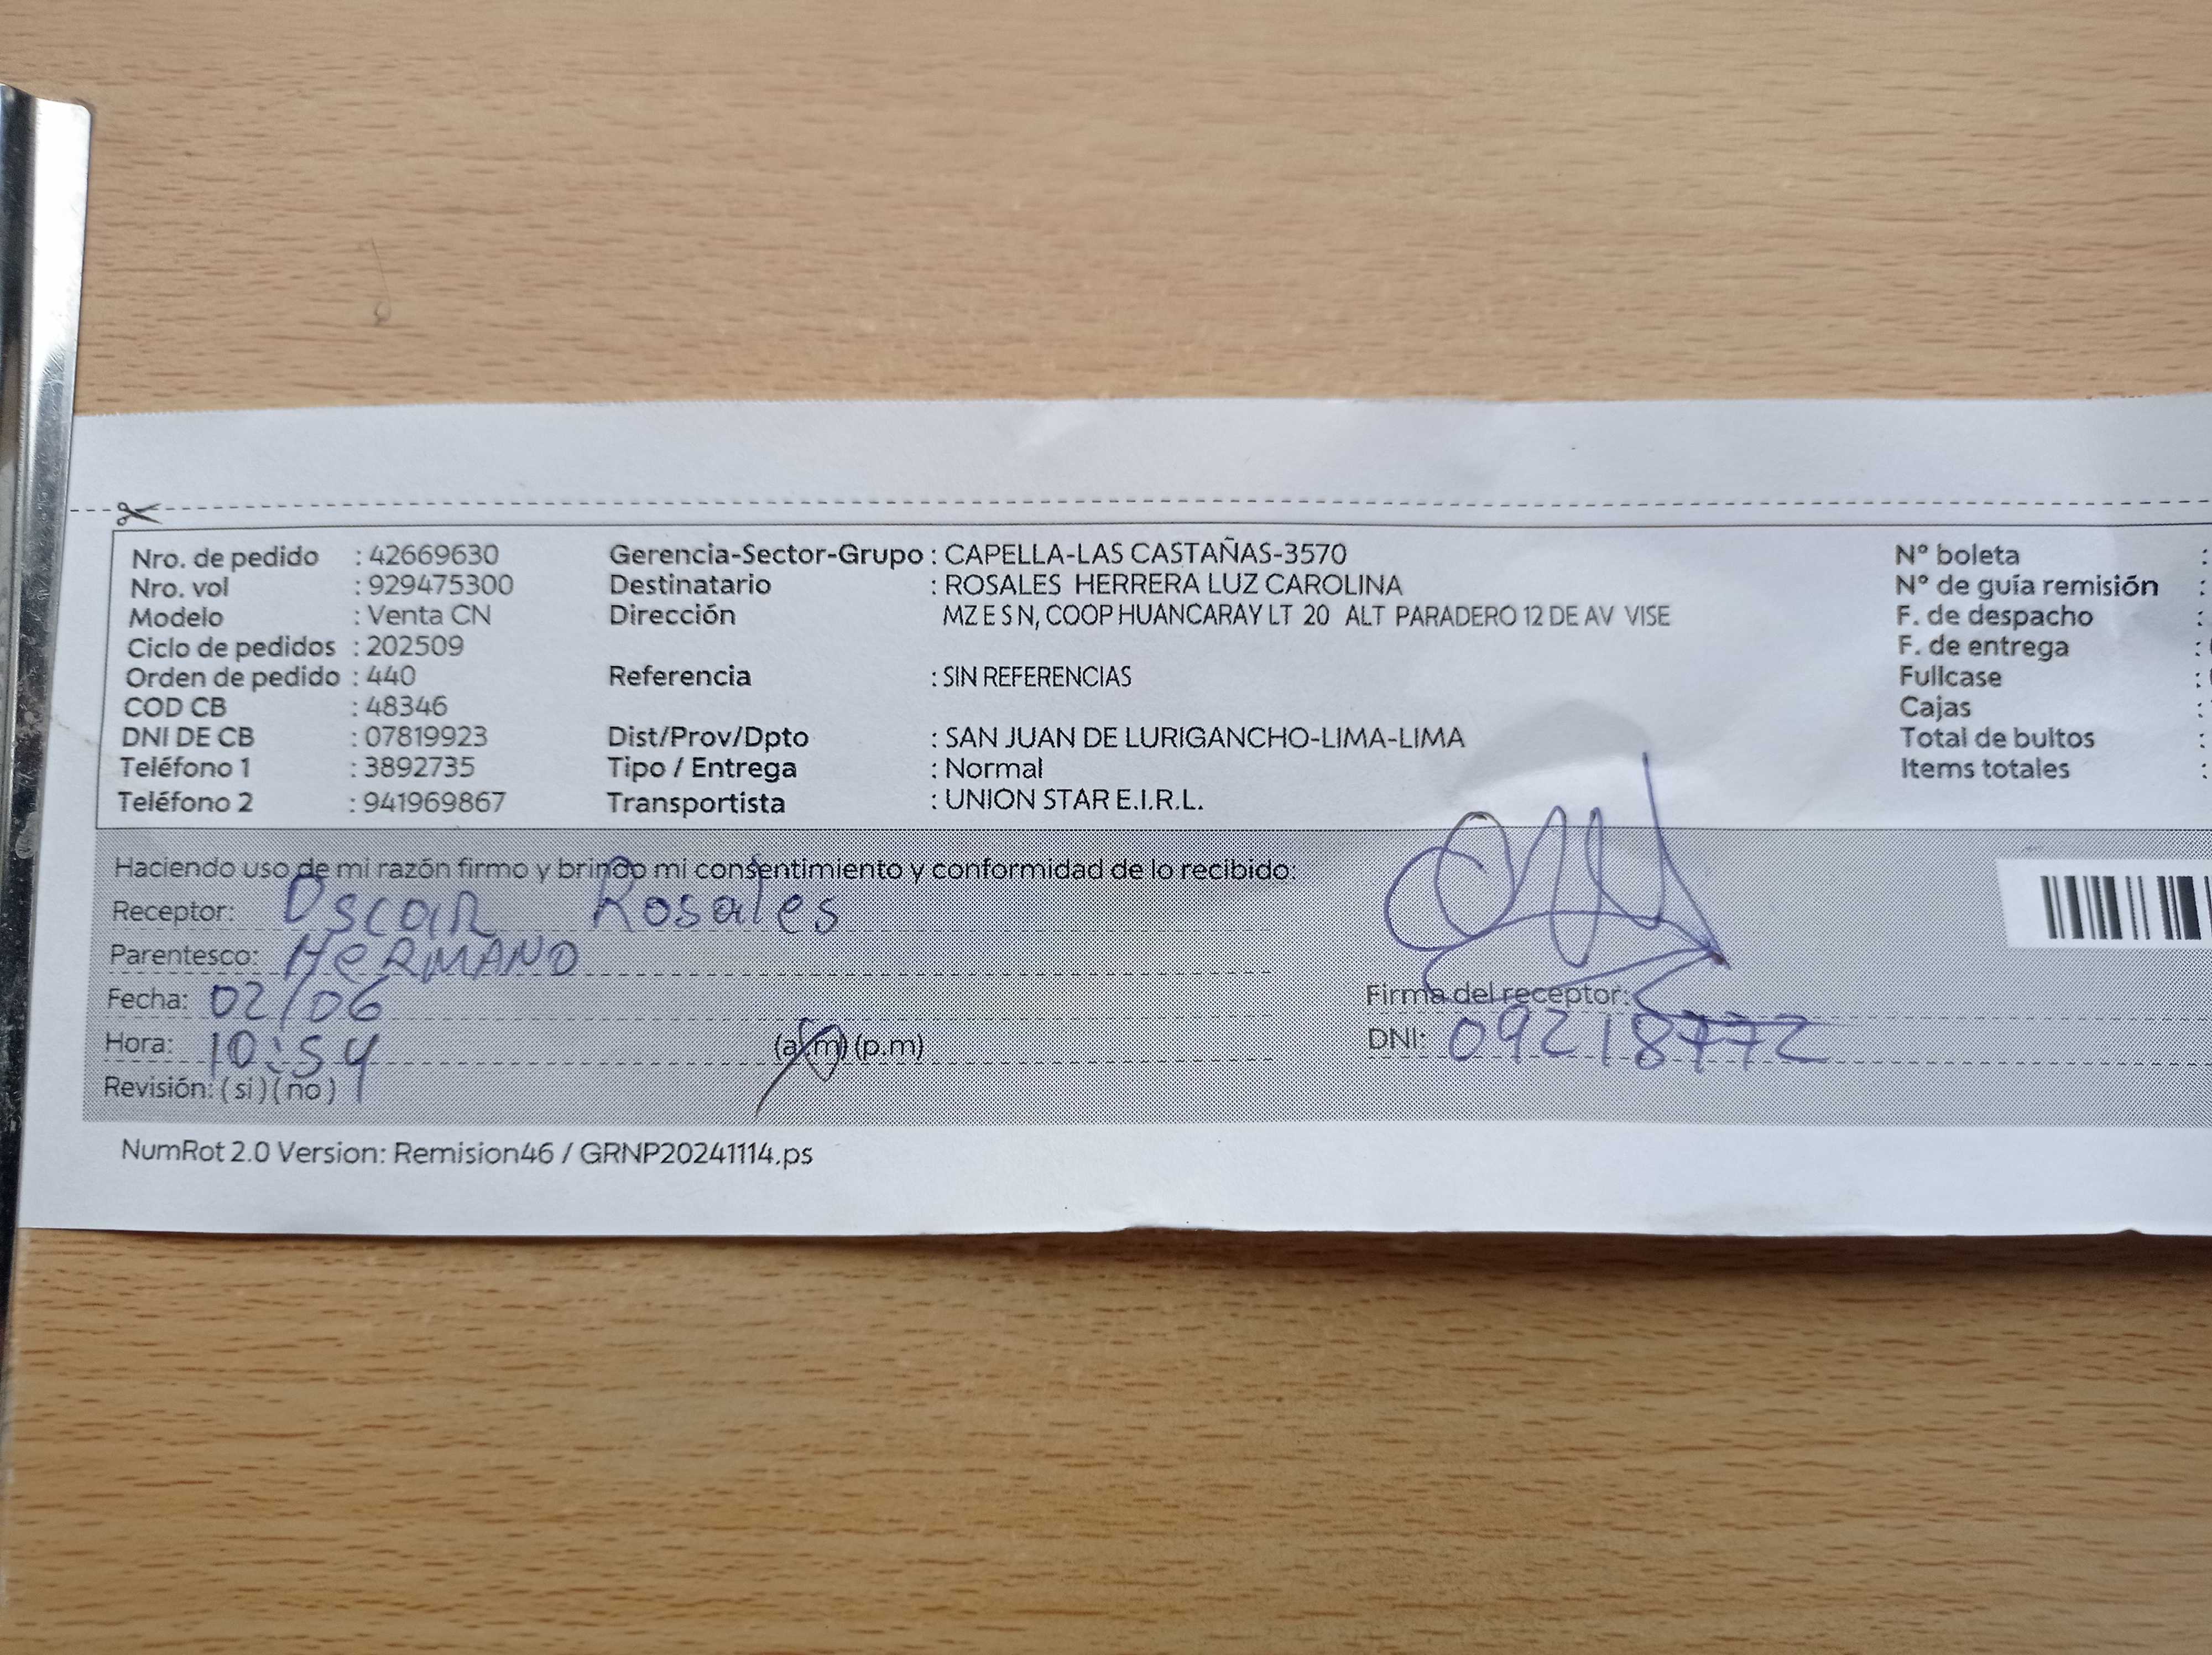 Nro. de pedido : 42669630
Nro. vol : 929475300
Modelo : Venta CN
Ciclo de pedidos : 202509
Orden de pedido : 440
COD CB : 48346
DNI DE CB : 07819923
Teléfono 1 : 3892735
Teléfono 2 : 941969867
Gerencia-Sector-Grupo : CAPELLA-LAS CASTAÑAS-3570
Destinatario : ROSALES HERRERA LUZ CAROLINA
Dirección MZ E S N, COOP HUANCARAY LT 20 ALT PARADERO 12 DE AV VISE
Referencia : SIN REFERENCIAS
Dist/Prov/Dpto : SAN JUAN DE LURIGANCHO-LIMA-LIMA
Tipo / Entrega : Normal
Transportista : UNION STAR E.I.R.L.
N° boleta :
N° de guía remisión :
F. de despacho :
F. de entrega :
Fullcase :
Cajas :
Total de bultos :
Items totales :
Haciendo uso de mi razón firmo y brindo mi consentimiento y conformidad de lo recibido:
Receptor: Oscar Rosales
Parentesco: HeRMANO
Fecha: 02/06
Hora: 10:54 (a.m) (p.m)
Revisión: (si) (no)
Firma del receptor:
DNI: 09218772
NumRot 2.0 Version: Remision46 / GRNP20241114.ps